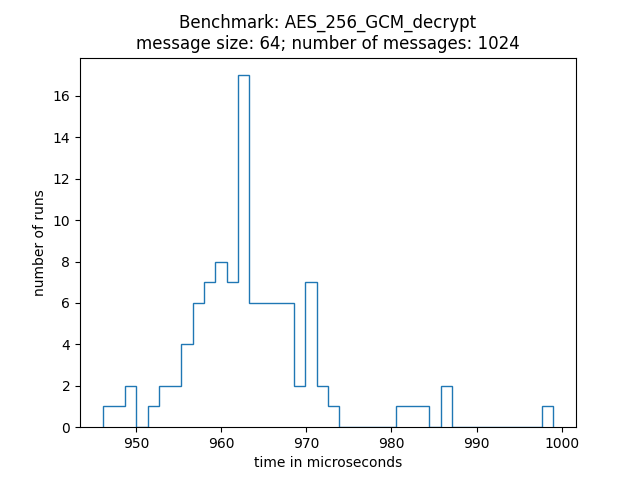 Benchmark: AES_256_GCM_decrypt
message size: 64; number of messages: 1024
16
14
12
10
8
6
4
2
0
number of runs
950 960 970 980 990 1000
time in microseconds